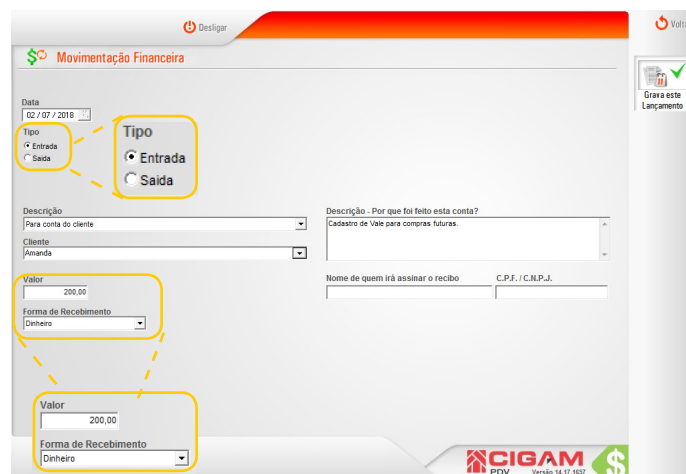 Desligar
Volta
Movimentação Financeira
Grava este
Lançamento
Data
02 / 07 / 2018
Tipo
Entrada
Saida
Tipo
Entrada
Saida
Descrição
Para conta do cliente
Cliente
Amanda
Descrição - Por que foi feito esta conta?
Cadastro de Vale para compras futuras.
Valor
200,00
Forma de Recebimento
Dinheiro
Nome de quem irá assinar o recibo
C.P.F. / C.N.P.J.
Valor
200,00
Forma de Recebimento
Dinheiro
CIGAM
PDV Versão 14.17.1637